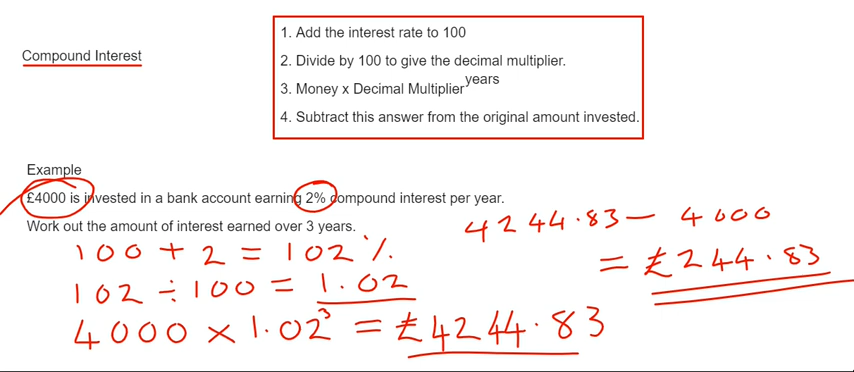 Compound Interest
1. Add the interest rate to 100
2. Divide by 100 to give the decimal multiplier.
3. Money x Decimal Multiplier^years
4. Subtract this answer from the original amount invested.
Example
£4000 is invested in a bank account earning 2% compound interest per year.
Work out the amount of interest earned over 3 years.
100 + 2 = 102%
102 ÷ 100 = 1.02
4000 × 1.02³ = £4244.83
4244.83 — 4000
= £244.83